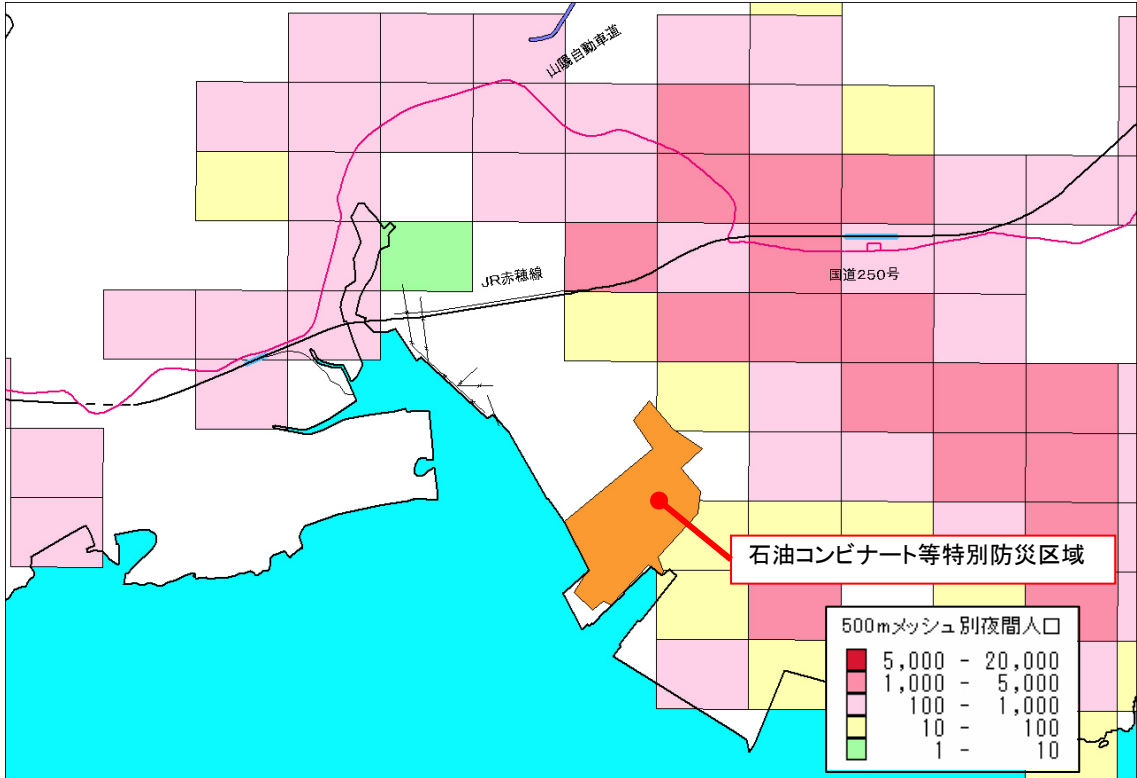 山陽自動車道
JR赤穂線
国道250号
石油コンビナート等特別防災区域
500mメッシュ別夜間人口
5,000 - 20,000
1,000 - 5,000
100 - 1,000
10 - 100
1 - 10